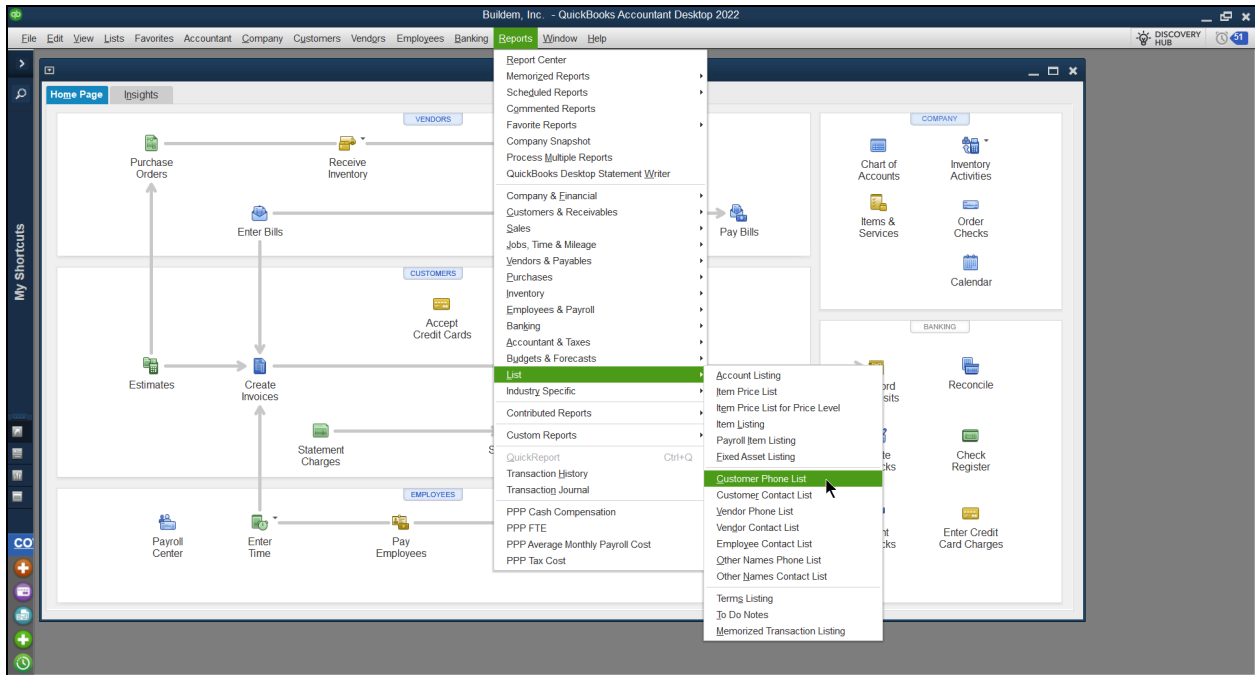 qb
Buildem, Inc. - QuickBooks Accountant Desktop 2022
File Edit View Lists Favorites Accountant Company Customers Vendors Employees Banking Reports Window Help
DISCOVERY
HUB
51
My Shortcuts
Home Page Insights
VENDORS
Purchase
Orders
Receive
Inventory
Enter Bills
Pay Bills
CUSTOMERS
Accept
Credit Cards
Estimates
Create
Invoices
Statement
Charges
S
EMPLOYEES
Payroll
Center
Enter
Time
Pay
Employees
CO
COMPANY
Chart of
Accounts
Inventory
Activities
Items &
Services
Order
Checks
Calendar
BANKING
ord
sits
Reconcile
te
cks
Check
Register
nt
cks
Enter Credit
Card Charges
Report Center
Memorized Reports
Scheduled Reports
Commented Reports
Favorite Reports
Company Snapshot
Process Multiple Reports
QuickBooks Desktop Statement Writer
Company & Financial
Customers & Receivables
Sales
Jobs, Time & Mileage
Vendors & Payables
Purchases
Inventory
Employees & Payroll
Banking
Accountant & Taxes
Budgets & Forecasts
List
Industry Specific
Contributed Reports
Custom Reports
QuickReport Ctrl+Q
Transaction History
Transaction Journal
PPP Cash Compensation
PPP FTE
PPP Average Monthly Payroll Cost
PPP Tax Cost
Account Listing
Item Price List
Item Price List for Price Level
Item Listing
Payroll Item Listing
Fixed Asset Listing
Customer Phone List
Customer Contact List
Vendor Phone List
Vendor Contact List
Employee Contact List
Other Names Phone List
Other Names Contact List
Terms Listing
To Do Notes
Memorized Transaction Listing